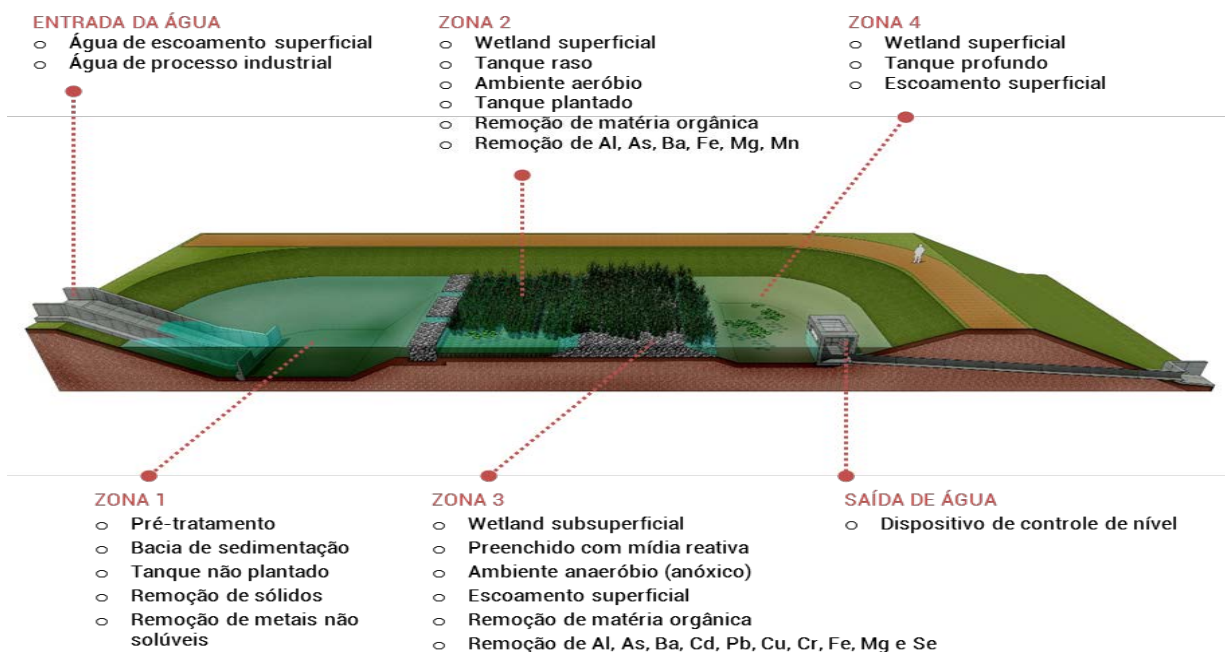 ENTRADA DA ÁGUA
o Água de escoamento superficial
o Água de processo industrial
ZONA 2
o Wetland superficial
o Tanque raso
o Ambiente aeróbio
o Tanque plantado
o Remoção de matéria orgânica
o Remoção de Al, As, Ba, Fe, Mg, Mn
ZONA 4
o Wetland superficial
o Tanque profundo
o Escoamento superficial
ZONA 1
o Pré-tratamento
o Bacia de sedimentação
o Tanque não plantado
o Remoção de sólidos
o Remoção de metais não
solúveis
ZONA 3
o Wetland subsuperficial
o Preenchido com mídia reativa
o Ambiente anaeróbio (anóxico)
o Escoamento superficial
o Remoção de matéria orgânica
o Remoção de Al, As, Ba, Cd, Pb, Cu, Cr, Fe, Mg e Se
SAÍDA DE ÁGUA
o Dispositivo de controle de nível